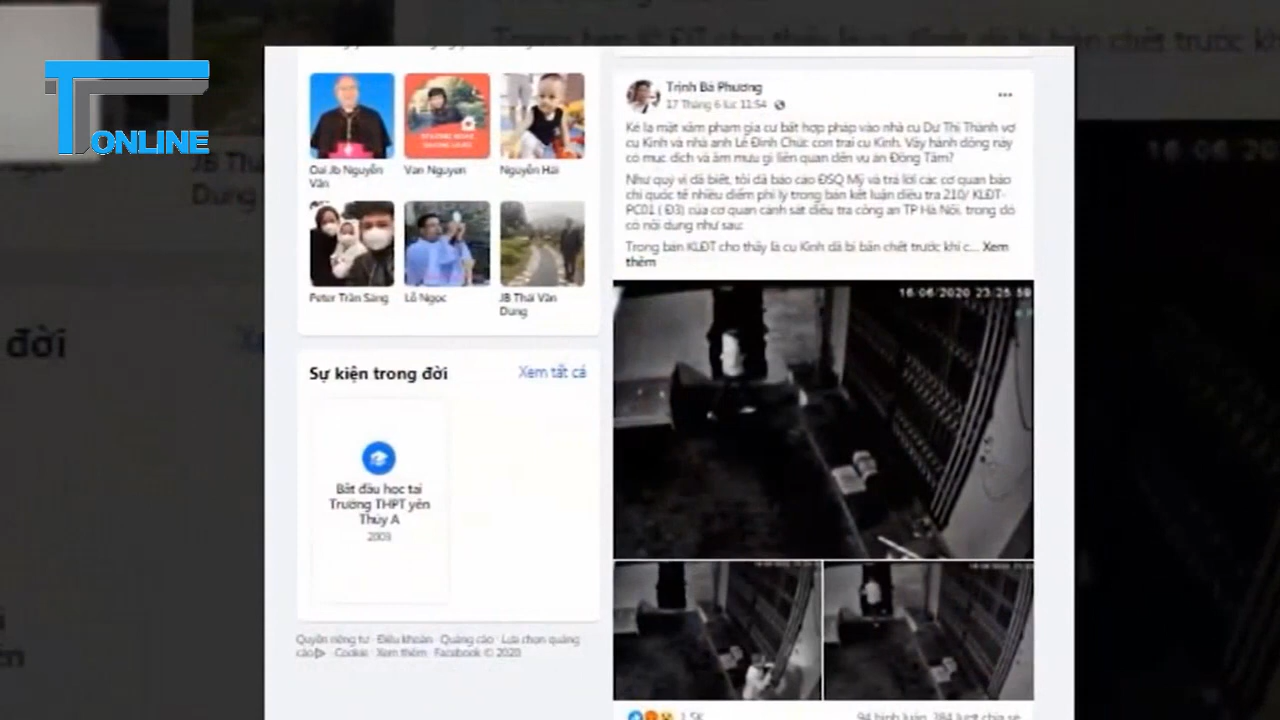 T ONLINE
Trịnh Bá Phương
17 Tháng 6 lúc 11:54
Kẻ lạ mặt xâm phạm gia cư bất hợp pháp vào nhà cụ Dư Thị Thành vợ
cụ Kình và nhà anh Lê Đình Chức con trai cụ Kình. Vậy hành động này
có mục đích và âm mưu gì liên quan đến vụ án Đồng Tâm?
Như quý vị đã biết, tôi đã báo cáo ĐSQ Mỹ và trả lời các cơ quan báo
chí quốc tế nhiều điểm phi lý trong bản kết luận điều tra 210/ KLĐT-
PC01 ( Đ3) của cơ quan cảnh sát điều tra công an TP Hà Nội, trong đó
có nội dung như sau:
Trong bản KLĐT cho thấy là cụ Kình đã bị bắn chết trước khi c... Xem
thêm
16/06/2020 23:25:50
Oai Jb Nguyễn
Văn
Van Nguyen
Nguyễn Hải
Peter Trần Sáng
Lỗ Ngọc
JB Thái Văn
Dung
Sự kiện trong đời
Xem tất cả
Bắt đầu học tại
Trường THPT yên
Thủy A
2003
Quyền riêng tư · Điều khoản · Quảng cáo · Lựa chọn quảng
cáo · Cookie · Xem thêm · Facebook © 2020
1,5K
94 bình luận 384 lượt chia sẻ
đời
JB Thá
Dung